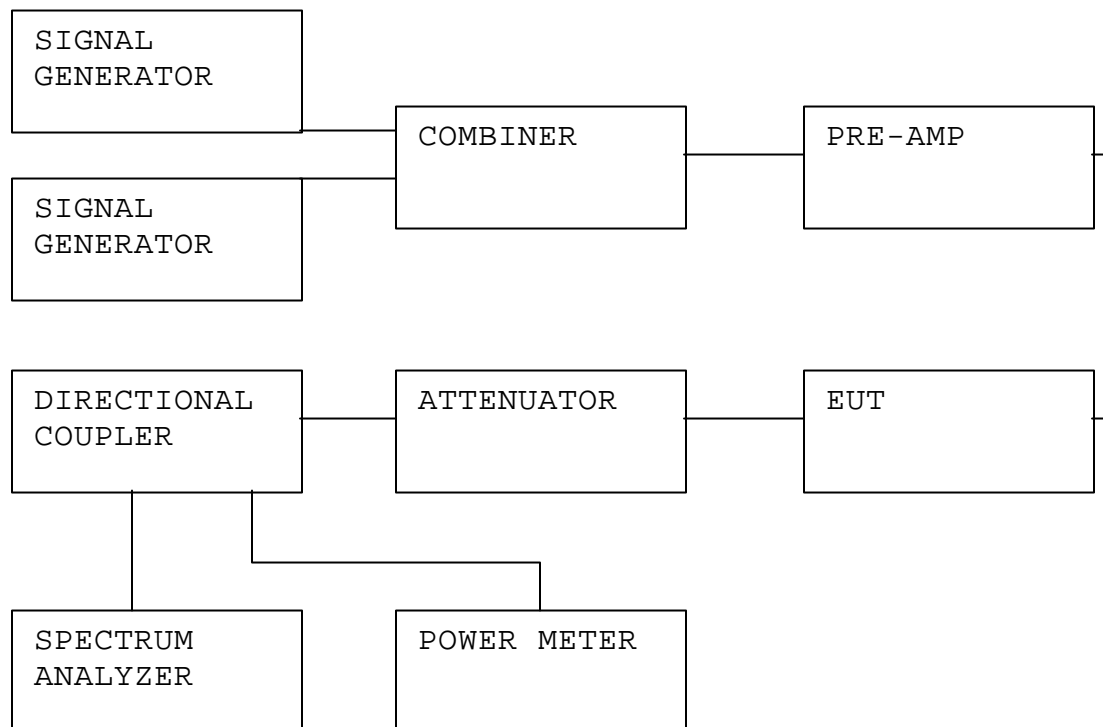 SIGNAL
GENERATOR
COMBINER
PRE-AMP
SIGNAL
GENERATOR
DIRECTIONAL
COUPLER
ATTENUATOR
EUT
SPECTRUM
ANALYZER
POWER METER